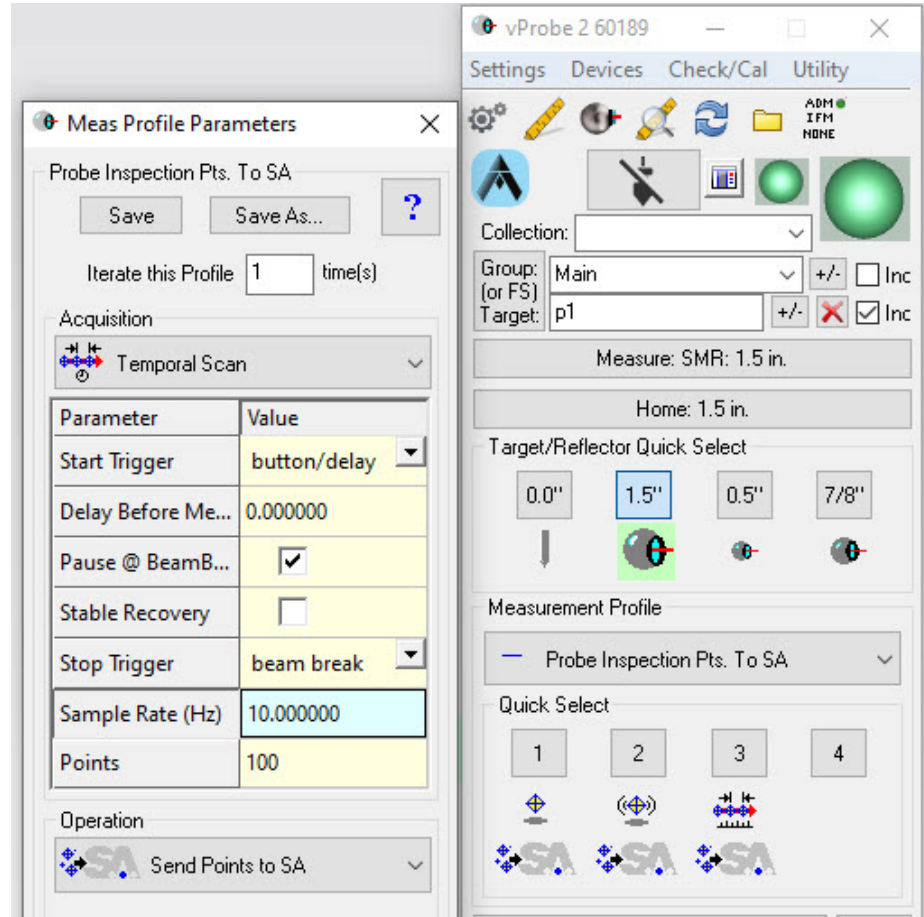 Meas Profile Parameters
Probe Inspection Pts. To SA
Save
Save As...
?
Iterate this Profile 1 time(s)
Acquisition
Temporal Scan
Parameter Value
Start Trigger button/delay
Delay Before Me... 0.000000
Pause @ BeamB...
Stable Recovery
Stop Trigger beam break
Sample Rate (Hz) 10.000000
Points 100
Operation
SA Send Points to SA
vProbe 2 60189
Settings Devices Check/Cal Utility
ADM
IFM
NONE
Collection:
Group: Main +/- Inc
(or FS)
Target: p1 +/- Inc
Measure: SMR: 1.5 in.
Home: 1.5 in.
Target/Reflector Quick Select
0.0" 1.5" 0.5" 7/8"
Measurement Profile
Probe Inspection Pts. To SA
Quick Select
1 2 3 4
SA SA SA